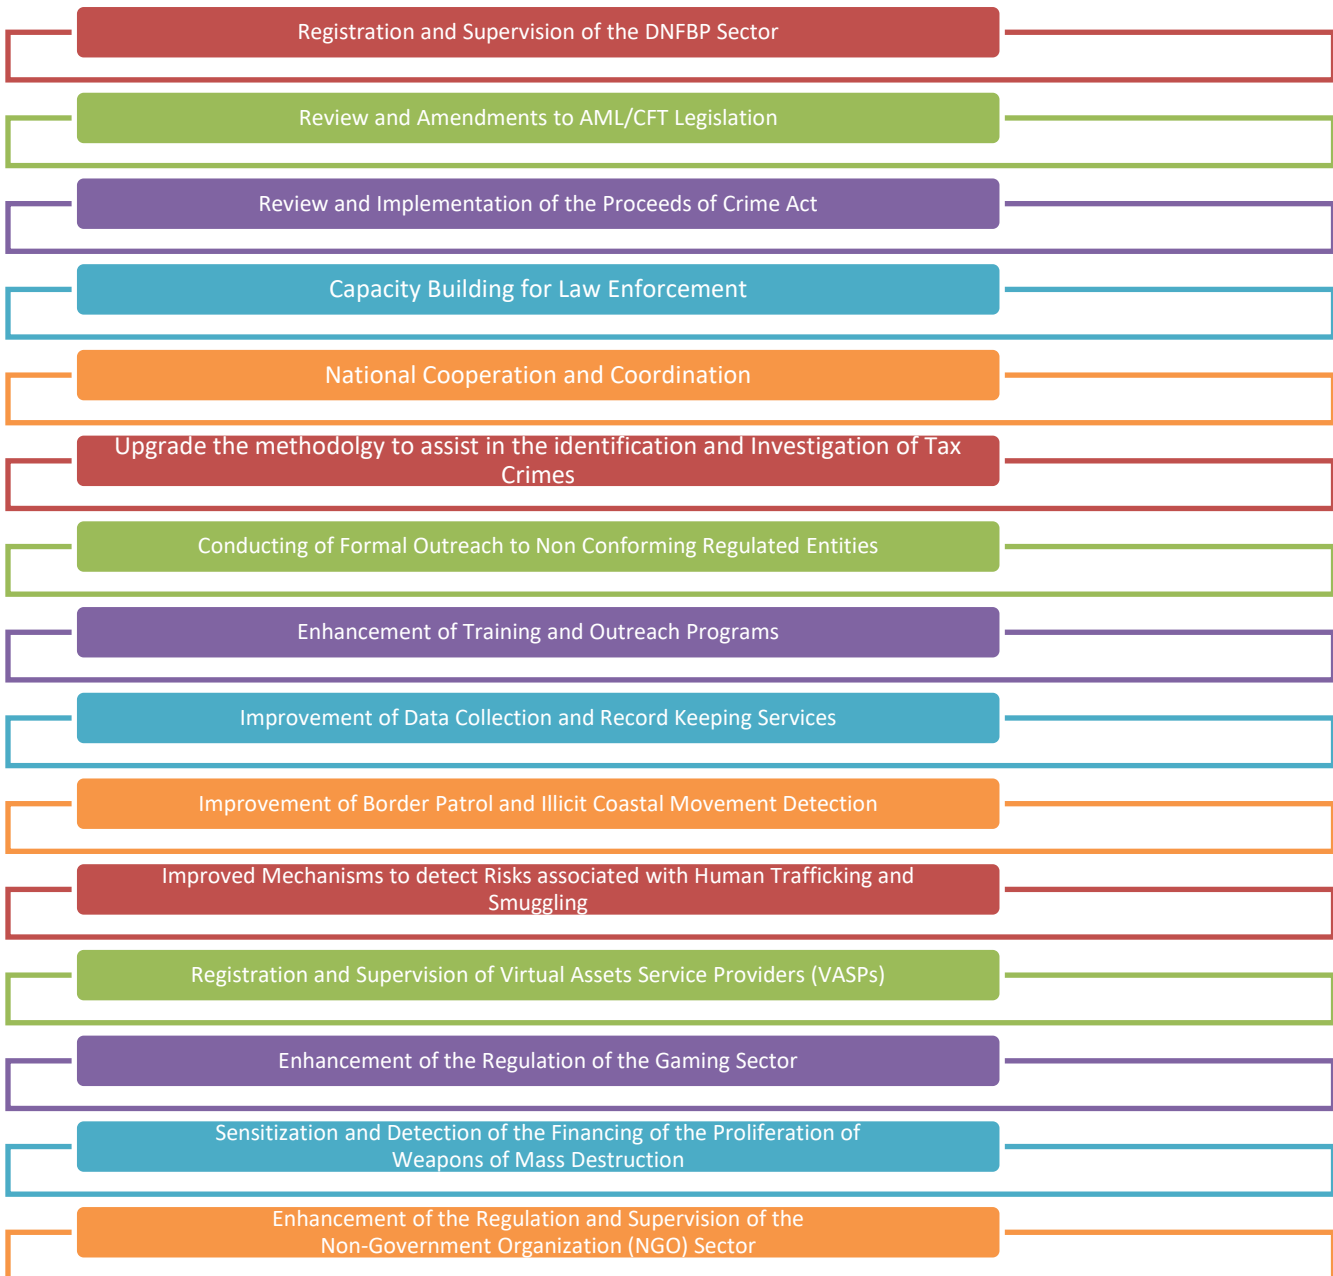 Registration and Supervision of the DNFBP Sector
Review and Amendments to AML/CFT Legislation
Review and Implementation of the Proceeds of Crime Act
Capacity Building for Law Enforcement
National Cooperation and Coordination
Upgrade the methodolgy to assist in the identification and Investigation of Tax
Crimes
Conducting of Formal Outreach to Non Conforming Regulated Entities
Enhancement of Training and Outreach Programs
Improvement of Data Collection and Record Keeping Services
Improvement of Border Patrol and Illicit Coastal Movement Detection
Improved Mechanisms to detect Risks associated with Human Trafficking and
Smuggling
Registration and Supervision of Virtual Assets Service Providers (VASPs)
Enhancement of the Regulation of the Gaming Sector
Sensitization and Detection of the Financing of the Proliferation of
Weapons of Mass Destruction
Enhancement of the Regulation and Supervision of the
Non-Government Organization (NGO) Sector